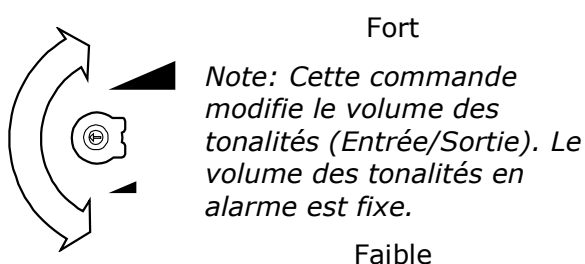 Fort
Note: Cette commande
modifie le volume des
tonalités (Entrée/Sortie). Le
volume des tonalités en
alarme est fixe.
Faible